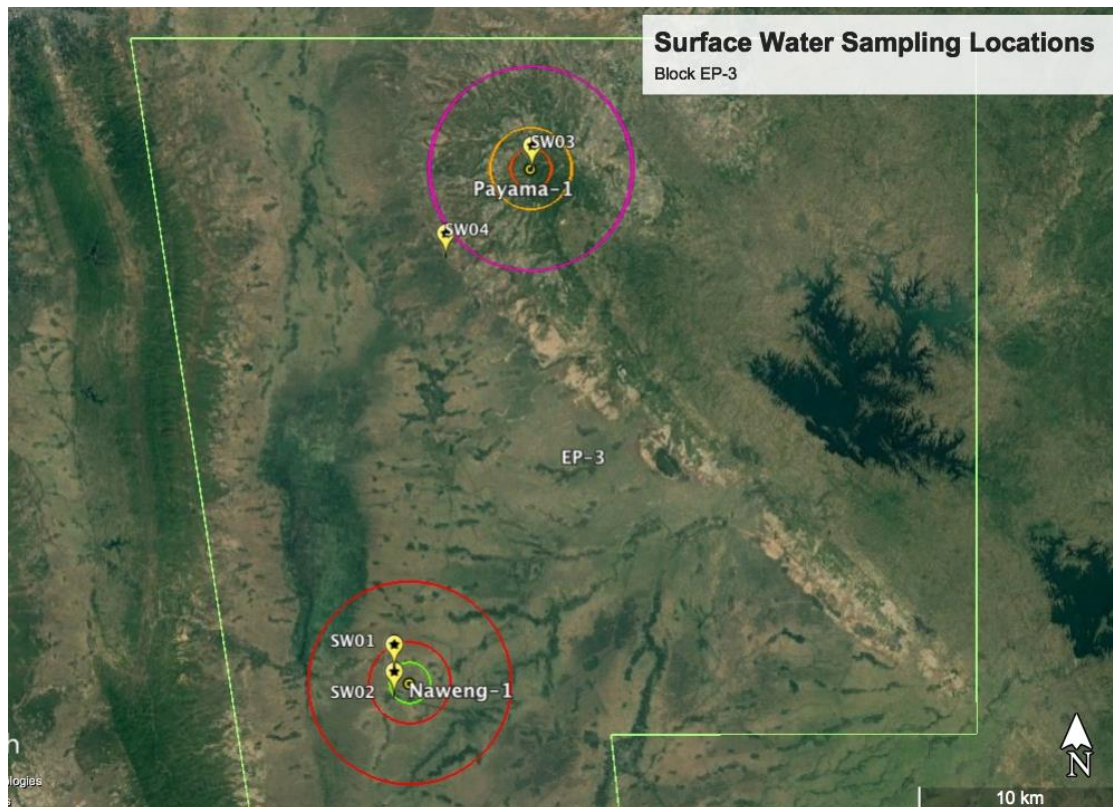 Surface Water Sampling Locations
Block EP-3
SW03
Payama-1
SW04
EP-3
SW01
SW02
Naweng-1
N
10 km